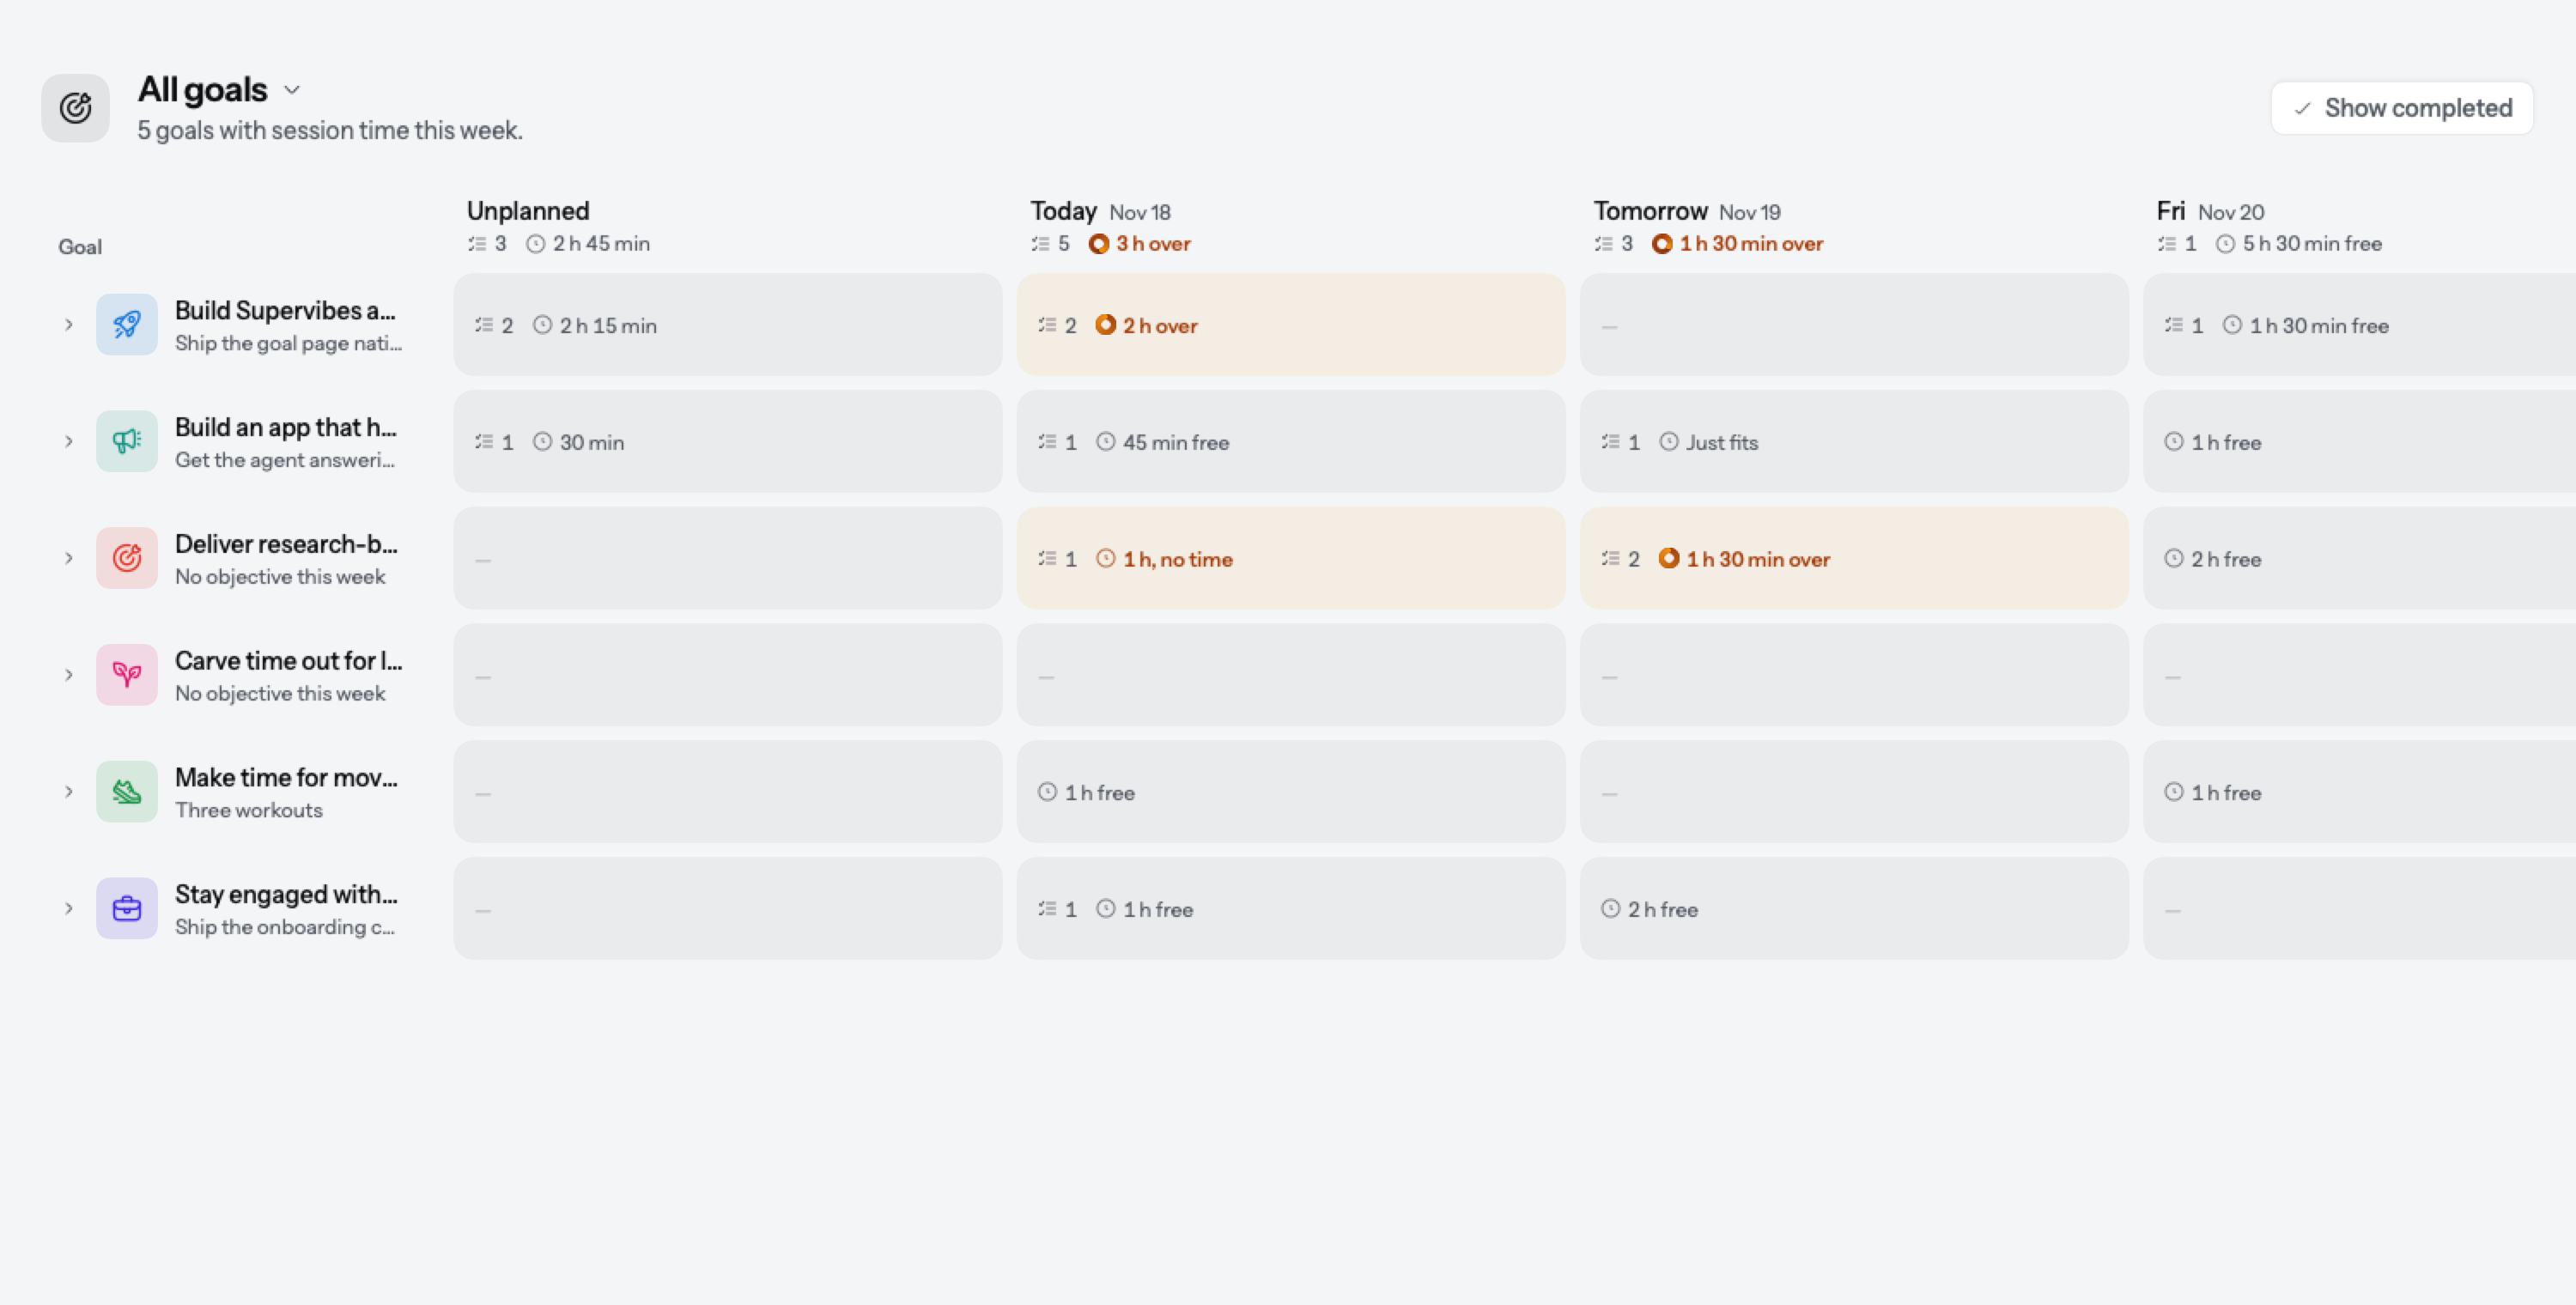 All goals
5 goals with session time this week.
Show completed
Goal
Unplanned
3 2 h 45 min
Today Nov 18
5 3 h over
Tomorrow Nov 19
3 1 h 30 min over
Fri Nov 20
1 5 h 30 min free
Build Supervibes a...
Ship the goal page nati...
2 2 h 15 min
2 2 h over
–
1 1 h 30 min free
Build an app that h...
Get the agent answeri...
1 30 min
1 45 min free
1 Just fits
1 h free
Deliver research-b...
No objective this week
–
1 1 h, no time
2 1 h 30 min over
2 h free
Carve time out for l...
No objective this week
–
–
–
–
Make time for mov...
Three workouts
–
1 h free
–
1 h free
Stay engaged with...
Ship the onboarding c...
–
1 1 h free
2 h free
–